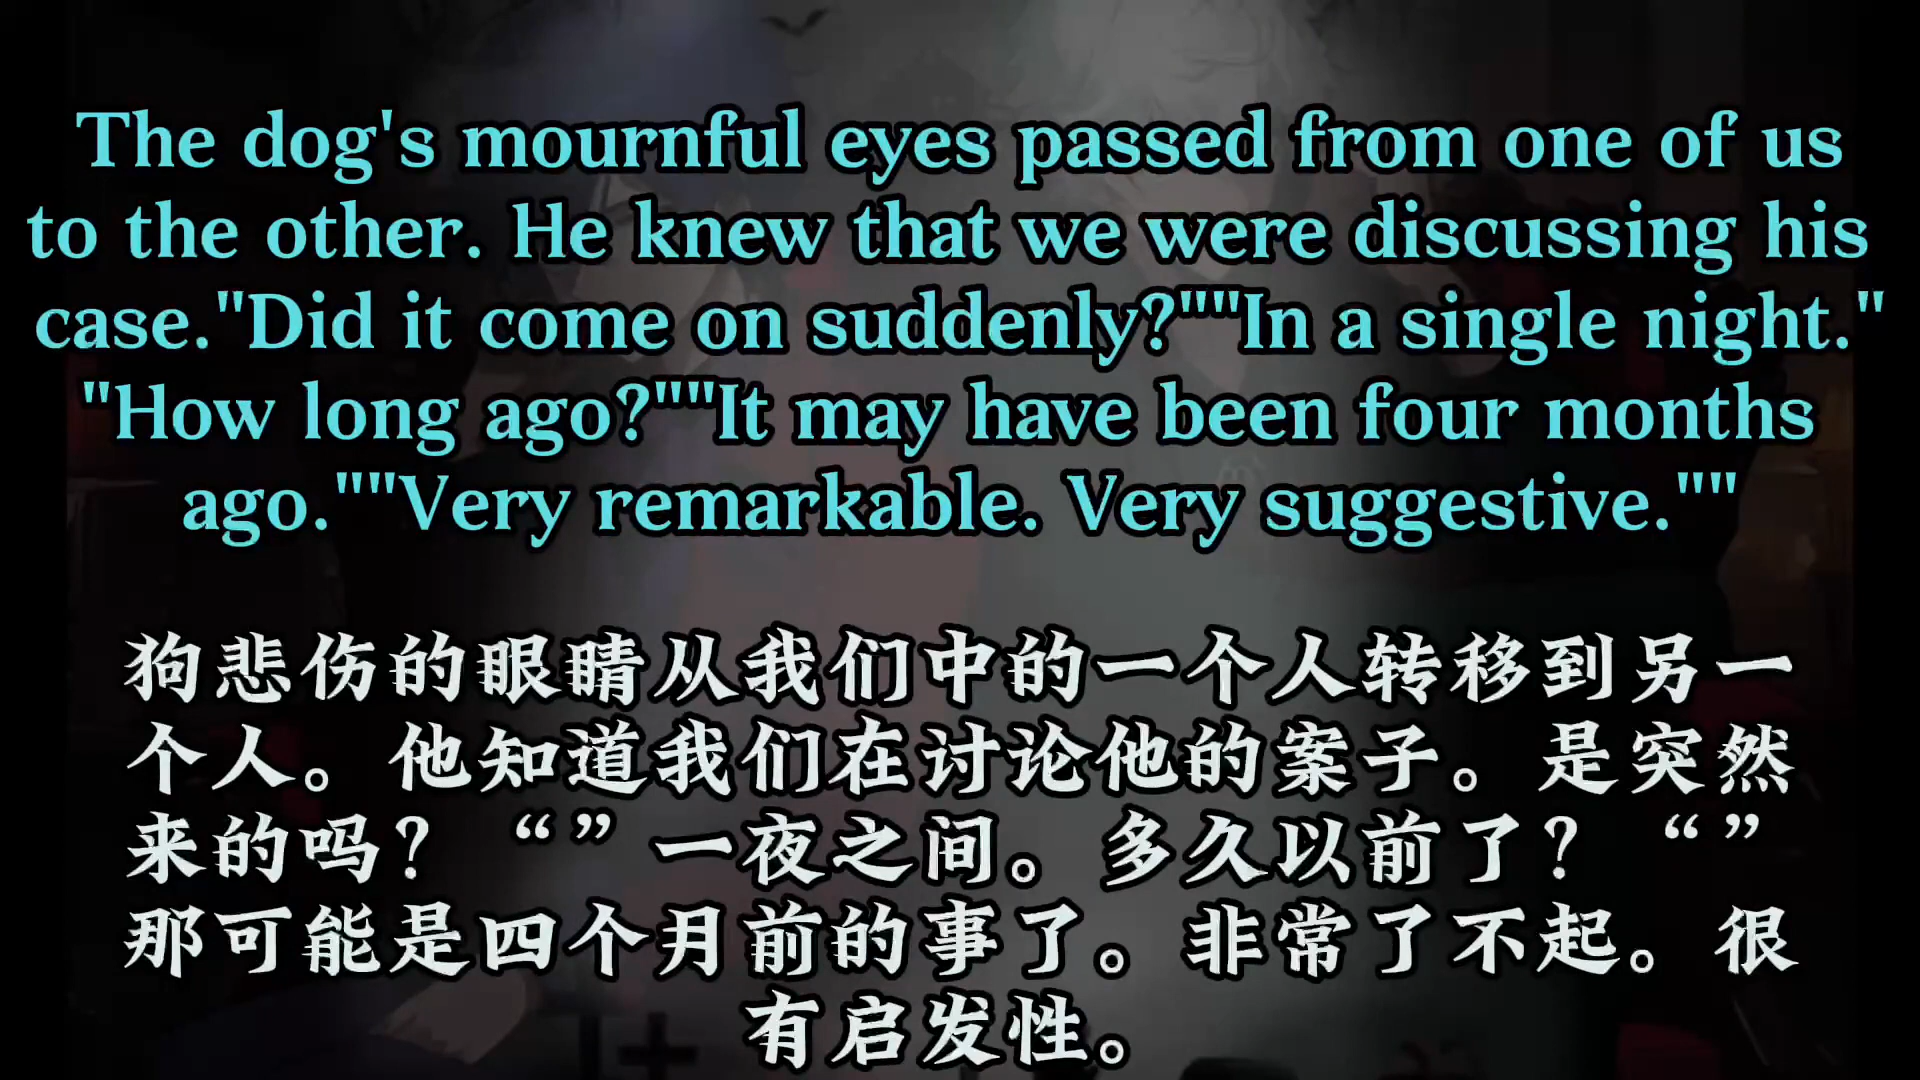 The dog's mournful eyes passed from one of us
to the other. He knew that we were discussing his
case."Did it come on suddenly?""In a single night."
"How long ago?""It may have been four months
ago.""Very remarkable. Very suggestive.""
狗悲伤的眼睛从我们中的一个人转移到另一
个人。他知道我们在讨论他的案子。是突然
来的吗？“”一夜之间。多久以前了？“”
那可能是四个月前的事了。非常了不起。很
有启发性。